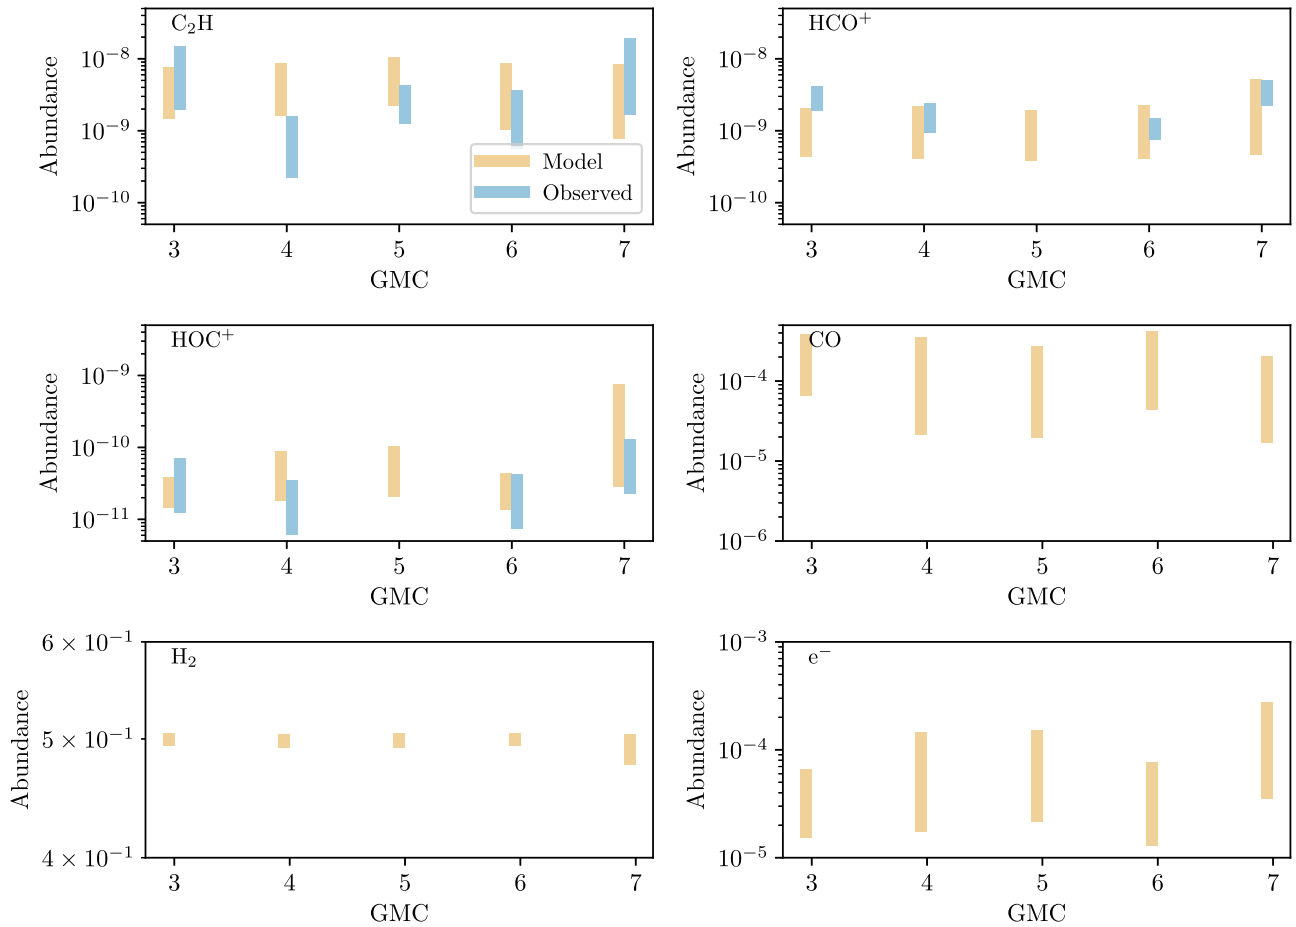 C₂H
Abundance
10⁻⁸
10⁻⁹
10⁻¹⁰
Model
Observed
3 4 5 6 7
GMC
HCO⁺
Abundance
10⁻⁸
10⁻⁹
10⁻¹⁰
3 4 5 6 7
GMC
HOC⁺
Abundance
10⁻⁹
10⁻¹⁰
10⁻¹¹
3 4 5 6 7
GMC
CO
Abundance
10⁻⁴
10⁻⁵
10⁻⁶
3 4 5 6 7
GMC
H₂
Abundance
6 × 10⁻¹
5 × 10⁻¹
4 × 10⁻¹
3 4 5 6 7
GMC
e⁻
Abundance
10⁻³
10⁻⁴
10⁻⁵
3 4 5 6 7
GMC